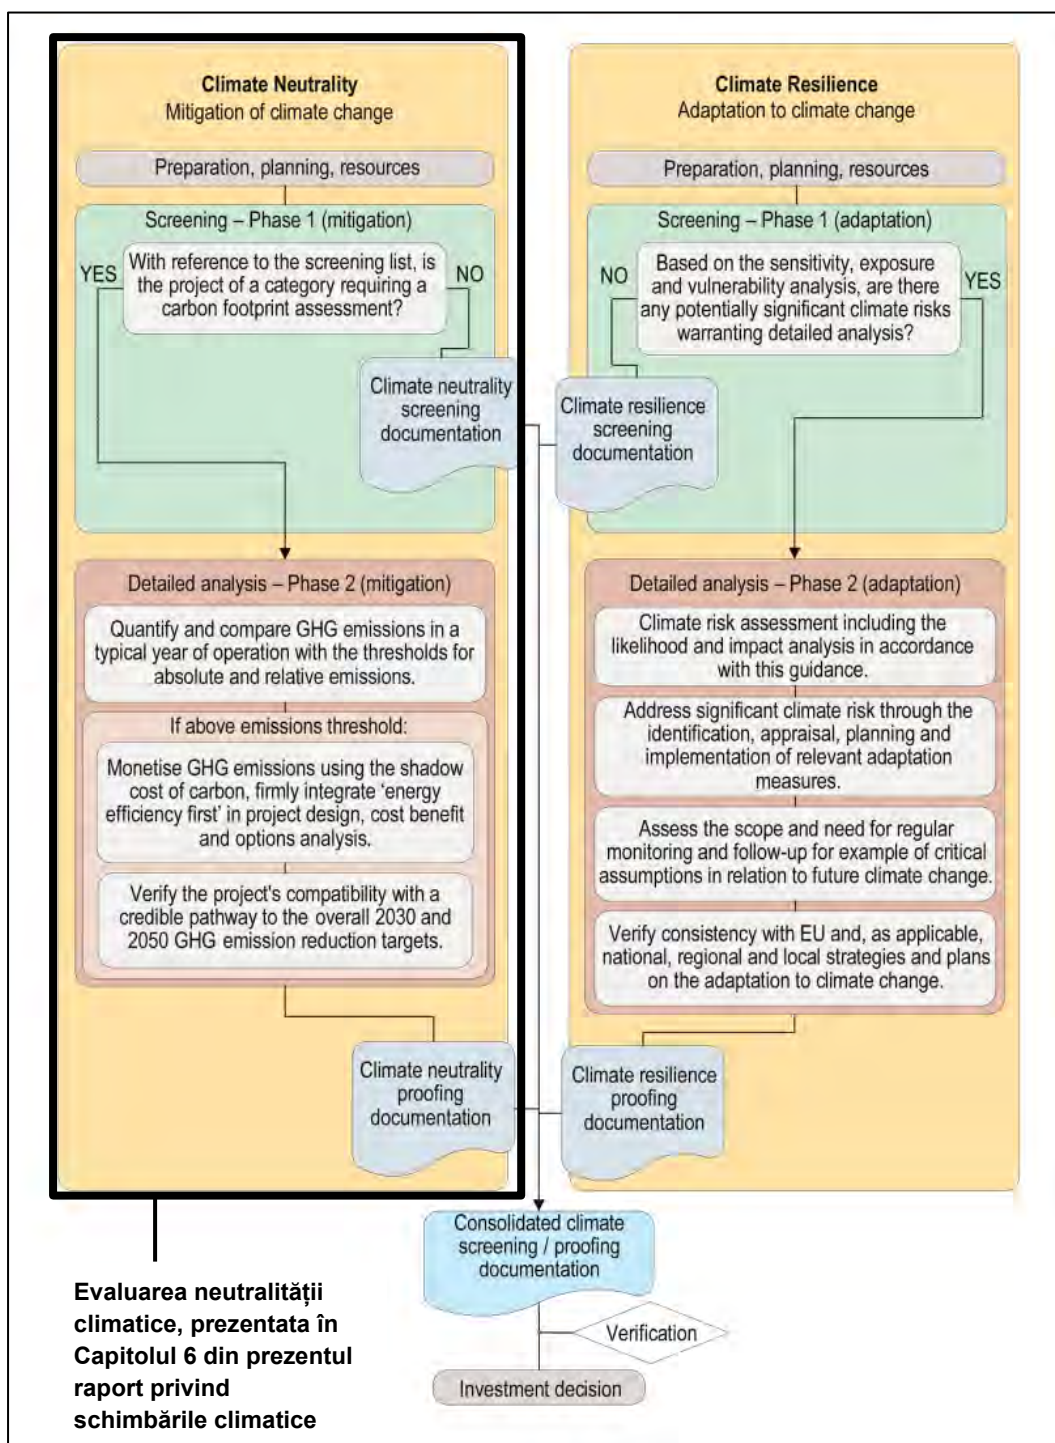 Climate Neutrality
Mitigation of climate change
Preparation, planning, resources
Screening – Phase 1 (mitigation)
YES
With reference to the screening list, is
the project of a category requiring a
carbon footprint assessment?
NO
Climate neutrality
screening
documentation
Detailed analysis – Phase 2 (mitigation)
Quantify and compare GHG emissions in a
typical year of operation with the thresholds for
absolute and relative emissions.
If above emissions threshold:
Monetise GHG emissions using the shadow
cost of carbon, firmly integrate ‘energy
efficiency first’ in project design, cost benefit
and options analysis.
Verify the project's compatibility with a
credible pathway to the overall 2030 and
2050 GHG emission reduction targets.
Climate neutrality
proofing
documentation
Climate Resilience
Adaptation to climate change
Preparation, planning, resources
Screening – Phase 1 (adaptation)
NO
Based on the sensitivity, exposure
and vulnerability analysis, are there
any potentially significant climate risks
warranting detailed analysis?
YES
Climate resilience
screening
documentation
Detailed analysis – Phase 2 (adaptation)
Climate risk assessment including the
likelihood and impact analysis in accordance
with this guidance.
Address significant climate risk through the
identification, appraisal, planning and
implementation of relevant adaptation
measures.
Assess the scope and need for regular
monitoring and follow-up for example of critical
assumptions in relation to future climate change.
Verify consistency with EU and, as applicable,
national, regional and local strategies and plans
on the adaptation to climate change.
Climate resilience
proofing
documentation
Consolidated climate
screening / proofing
documentation
Verification
Investment decision
Evaluarea neutralității
climatice, prezentata în
Capitolul 6 din prezentul
raport privind
schimbările climatice